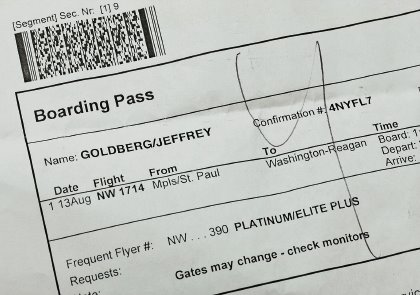 [Segment] Sec. Nr. [1] 9
Boarding Pass
Name: GOLDBERG/JEFFREY
Confirmation #: 4NYFL7
Date Flight From To Time
1 13Aug NW 1714 Mpls/St. Paul Washington-Reagan Board: 1
Depart:
Arrive:
Frequent Flyer #: NW . . . 390 PLATINUM/ELITE PLUS
Requests:
Gates may change - check monitors